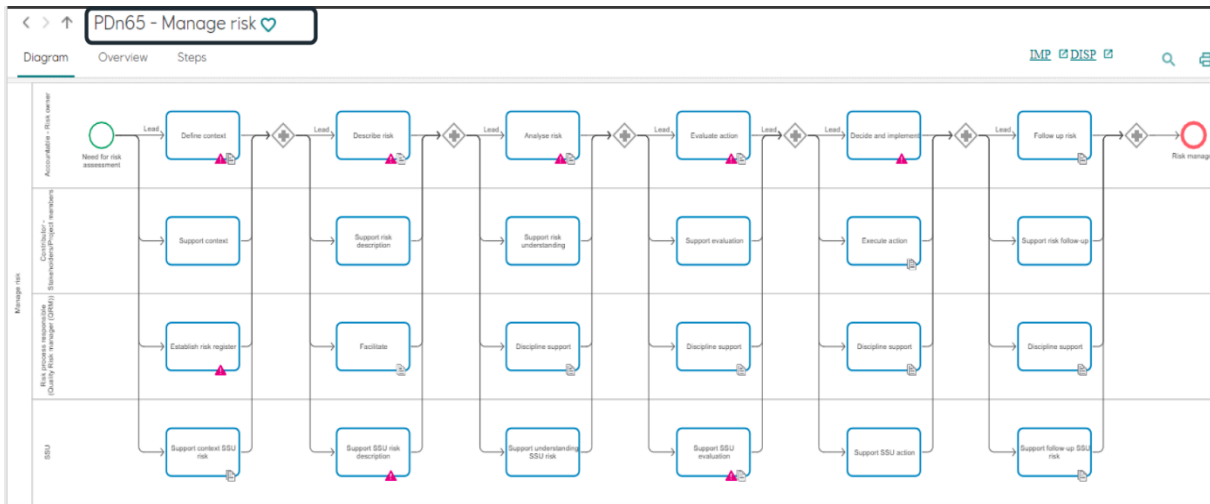 PDn65 - Manage risk
Diagram
Overview
Steps
IMP
DISP
Manage risk
Accountable - Risk owner
Need for risk
assessment
Lead
Define context
Lead
Describe risk
Lead
Analyse risk
Lead
Evaluate action
Lead
Decide and implement
Lead
Follow up risk
Risk manage
Contributor -
Stakeholders/Project members
Support context
Support risk
description
Support risk
understanding
Support evaluation
Execute action
Support risk follow-up
Risk process responsible
(Quality Risk manager (QRM))
Establish risk register
Facilitate
Discipline support
Discipline support
Discipline support
Discipline support
SSU
Support context SSU
risk
Support SSU risk
description
Support understanding
SSU risk
Support SSU
evaluation
Support SSU action
Support follow-up SSU
risk